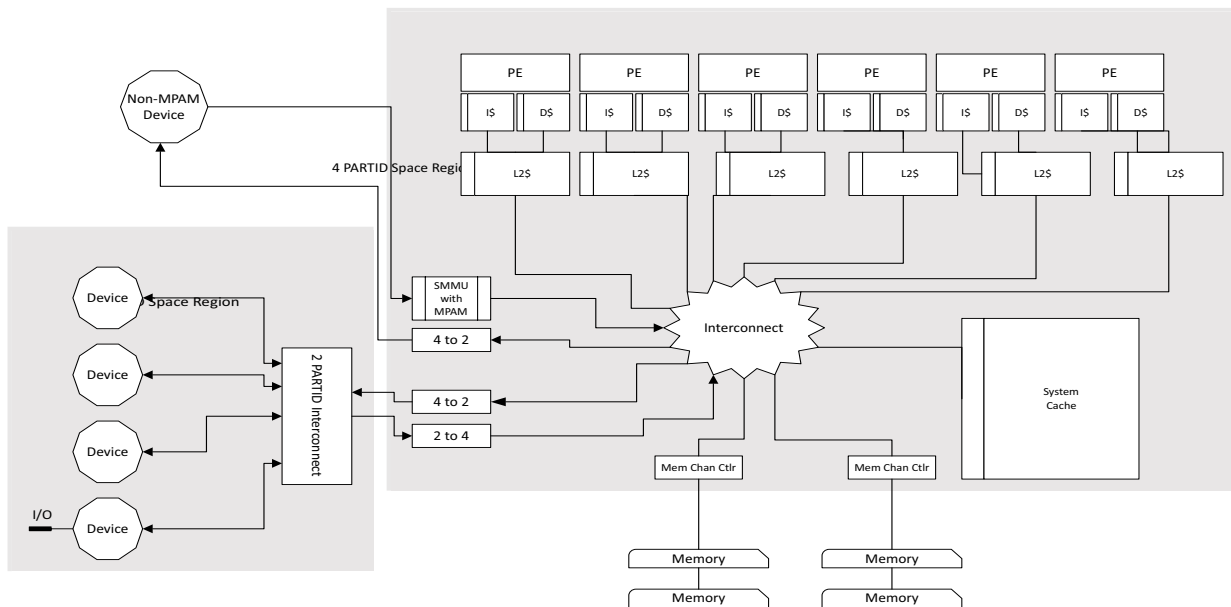 PE
PE
PE
PE
PE
PE
I$
D$
I$
D$
I$
D$
I$
D$
I$
D$
I$
D$
Non-MPAM
Device
4 PARTID Space Regi
L2$
L2$
L2$
L2$
L2$
L2$
Device
Space Region
SMMU
with
MPAM
4 to 2
Interconnect
Device
2 PARTID Interconnect
4 to 2
2 to 4
System
Cache
Device
Mem Chan Ctlr
Mem Chan Ctlr
I/O
Device
Memory
Memory
Memory
Memory